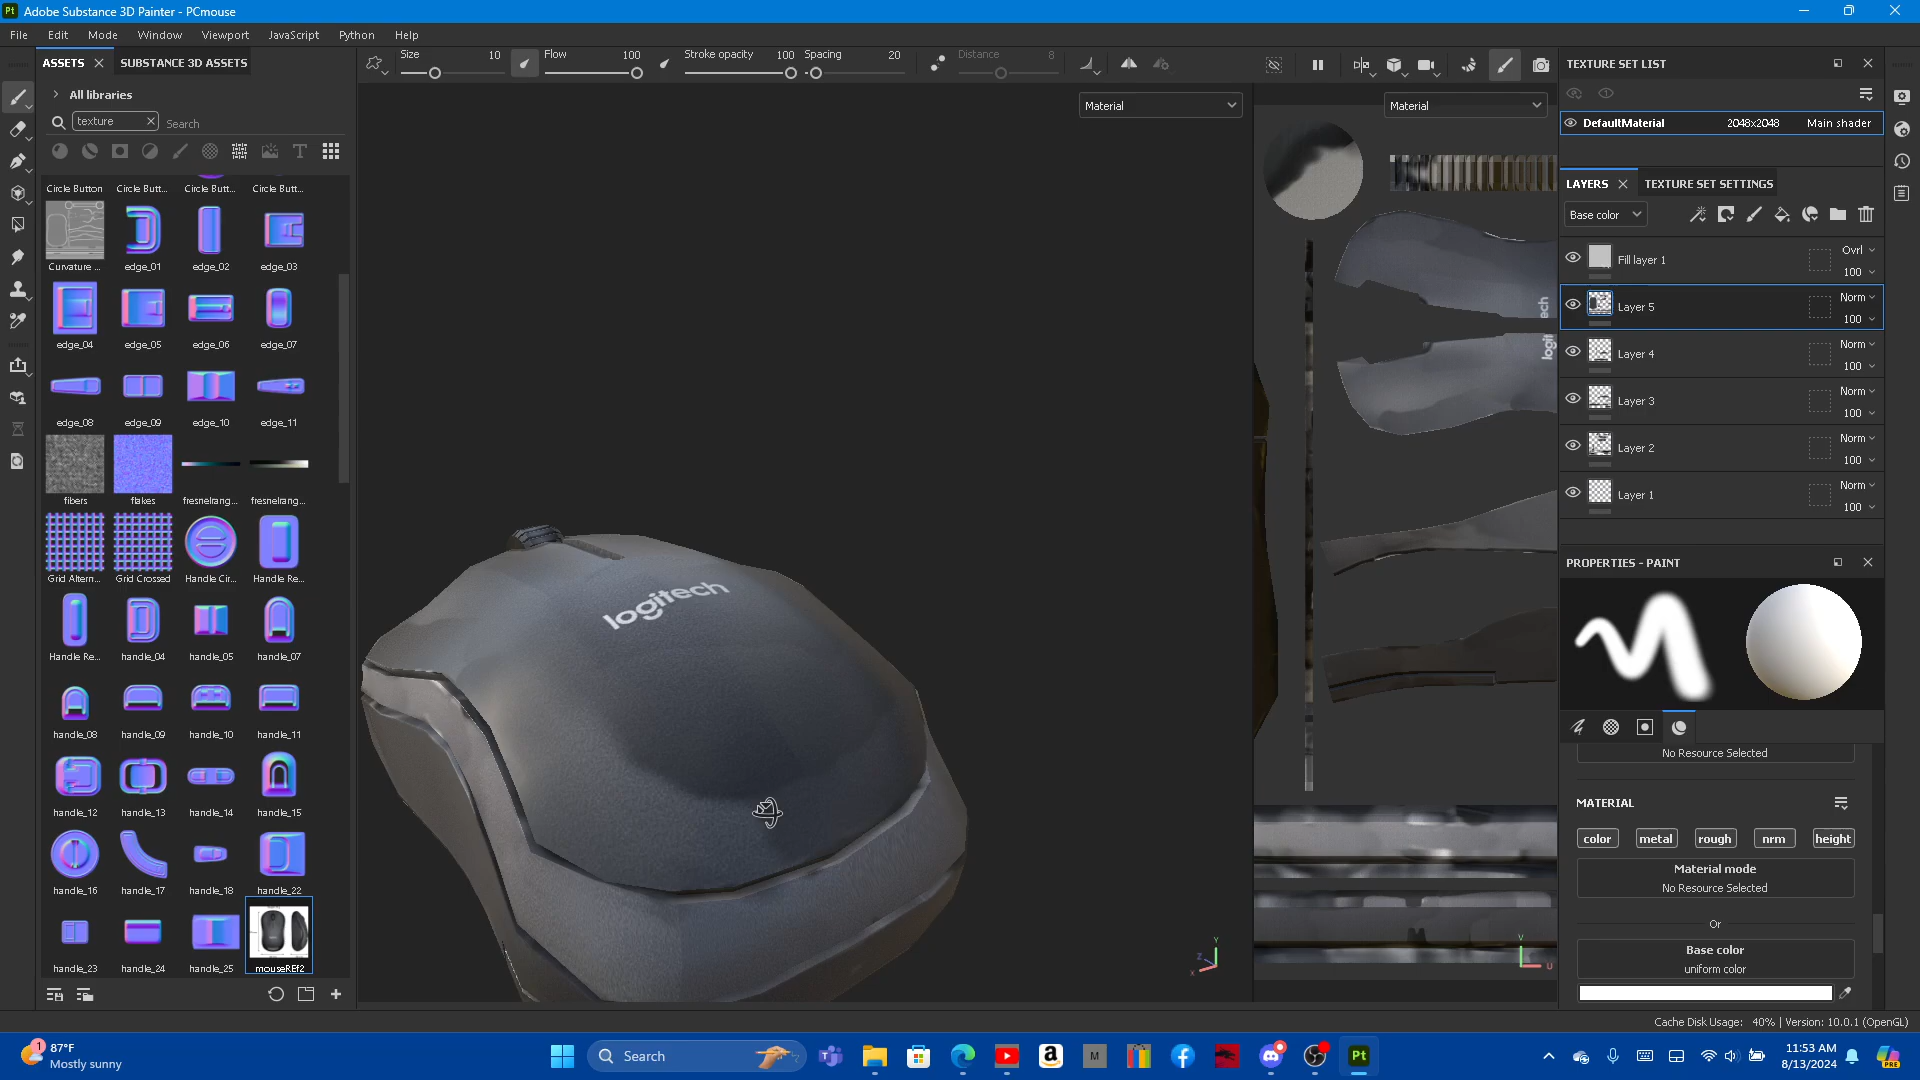 Adobe Substance 3D Painter - PCmouse
File Edit Mode Window Viewport JavaScript Python Help
ASSETS SUBSTANCE 3D ASSETS
Size 10 Flow 100 Stroke opacity 100 Spacing 20 Distance 8
All libraries
texture Search
Circle Button Circle Butt... Circle But... Circle But...
Curvature ... edge_01 edge_02 edge_03
edge_04 edge_05 edge_06 edge_07
edge_08 edge_09 edge_10 edge_11
fibers flakes fresnelrang... fresnelrang...
Grid Altern... Grid Crossed Handle Cir... Handle Re...
Handle Re... handle_04 handle_05 handle_07
handle_08 handle_09 handle_10 handle_11
handle_12 handle_13 handle_14 handle_15
handle_16 handle_17 handle_18 handle_22
handle_23 handle_24 handle_25 mouseREf2
Material
Material
logitech
TEXTURE SET LIST
DefaultMaterial 2048x2048 Main shader
LAYERS TEXTURE SET SETTINGS
Base color
Fill layer 1 Ovrl 100
Layer 5 Norm 100
Layer 4 Norm 100
Layer 3 Norm 100
Layer 2 Norm 100
Layer 1 Norm 100
PROPERTIES - PAINT
No Resource Selected
MATERIAL
color metal rough nrm height
Material mode
No Resource Selected
Or
Base color
uniform color
Cache Disk Usage: 40% | Version: 10.0.1 (OpenGL)
87°F
Mostly sunny
Search
11:53 AM
8/13/2024